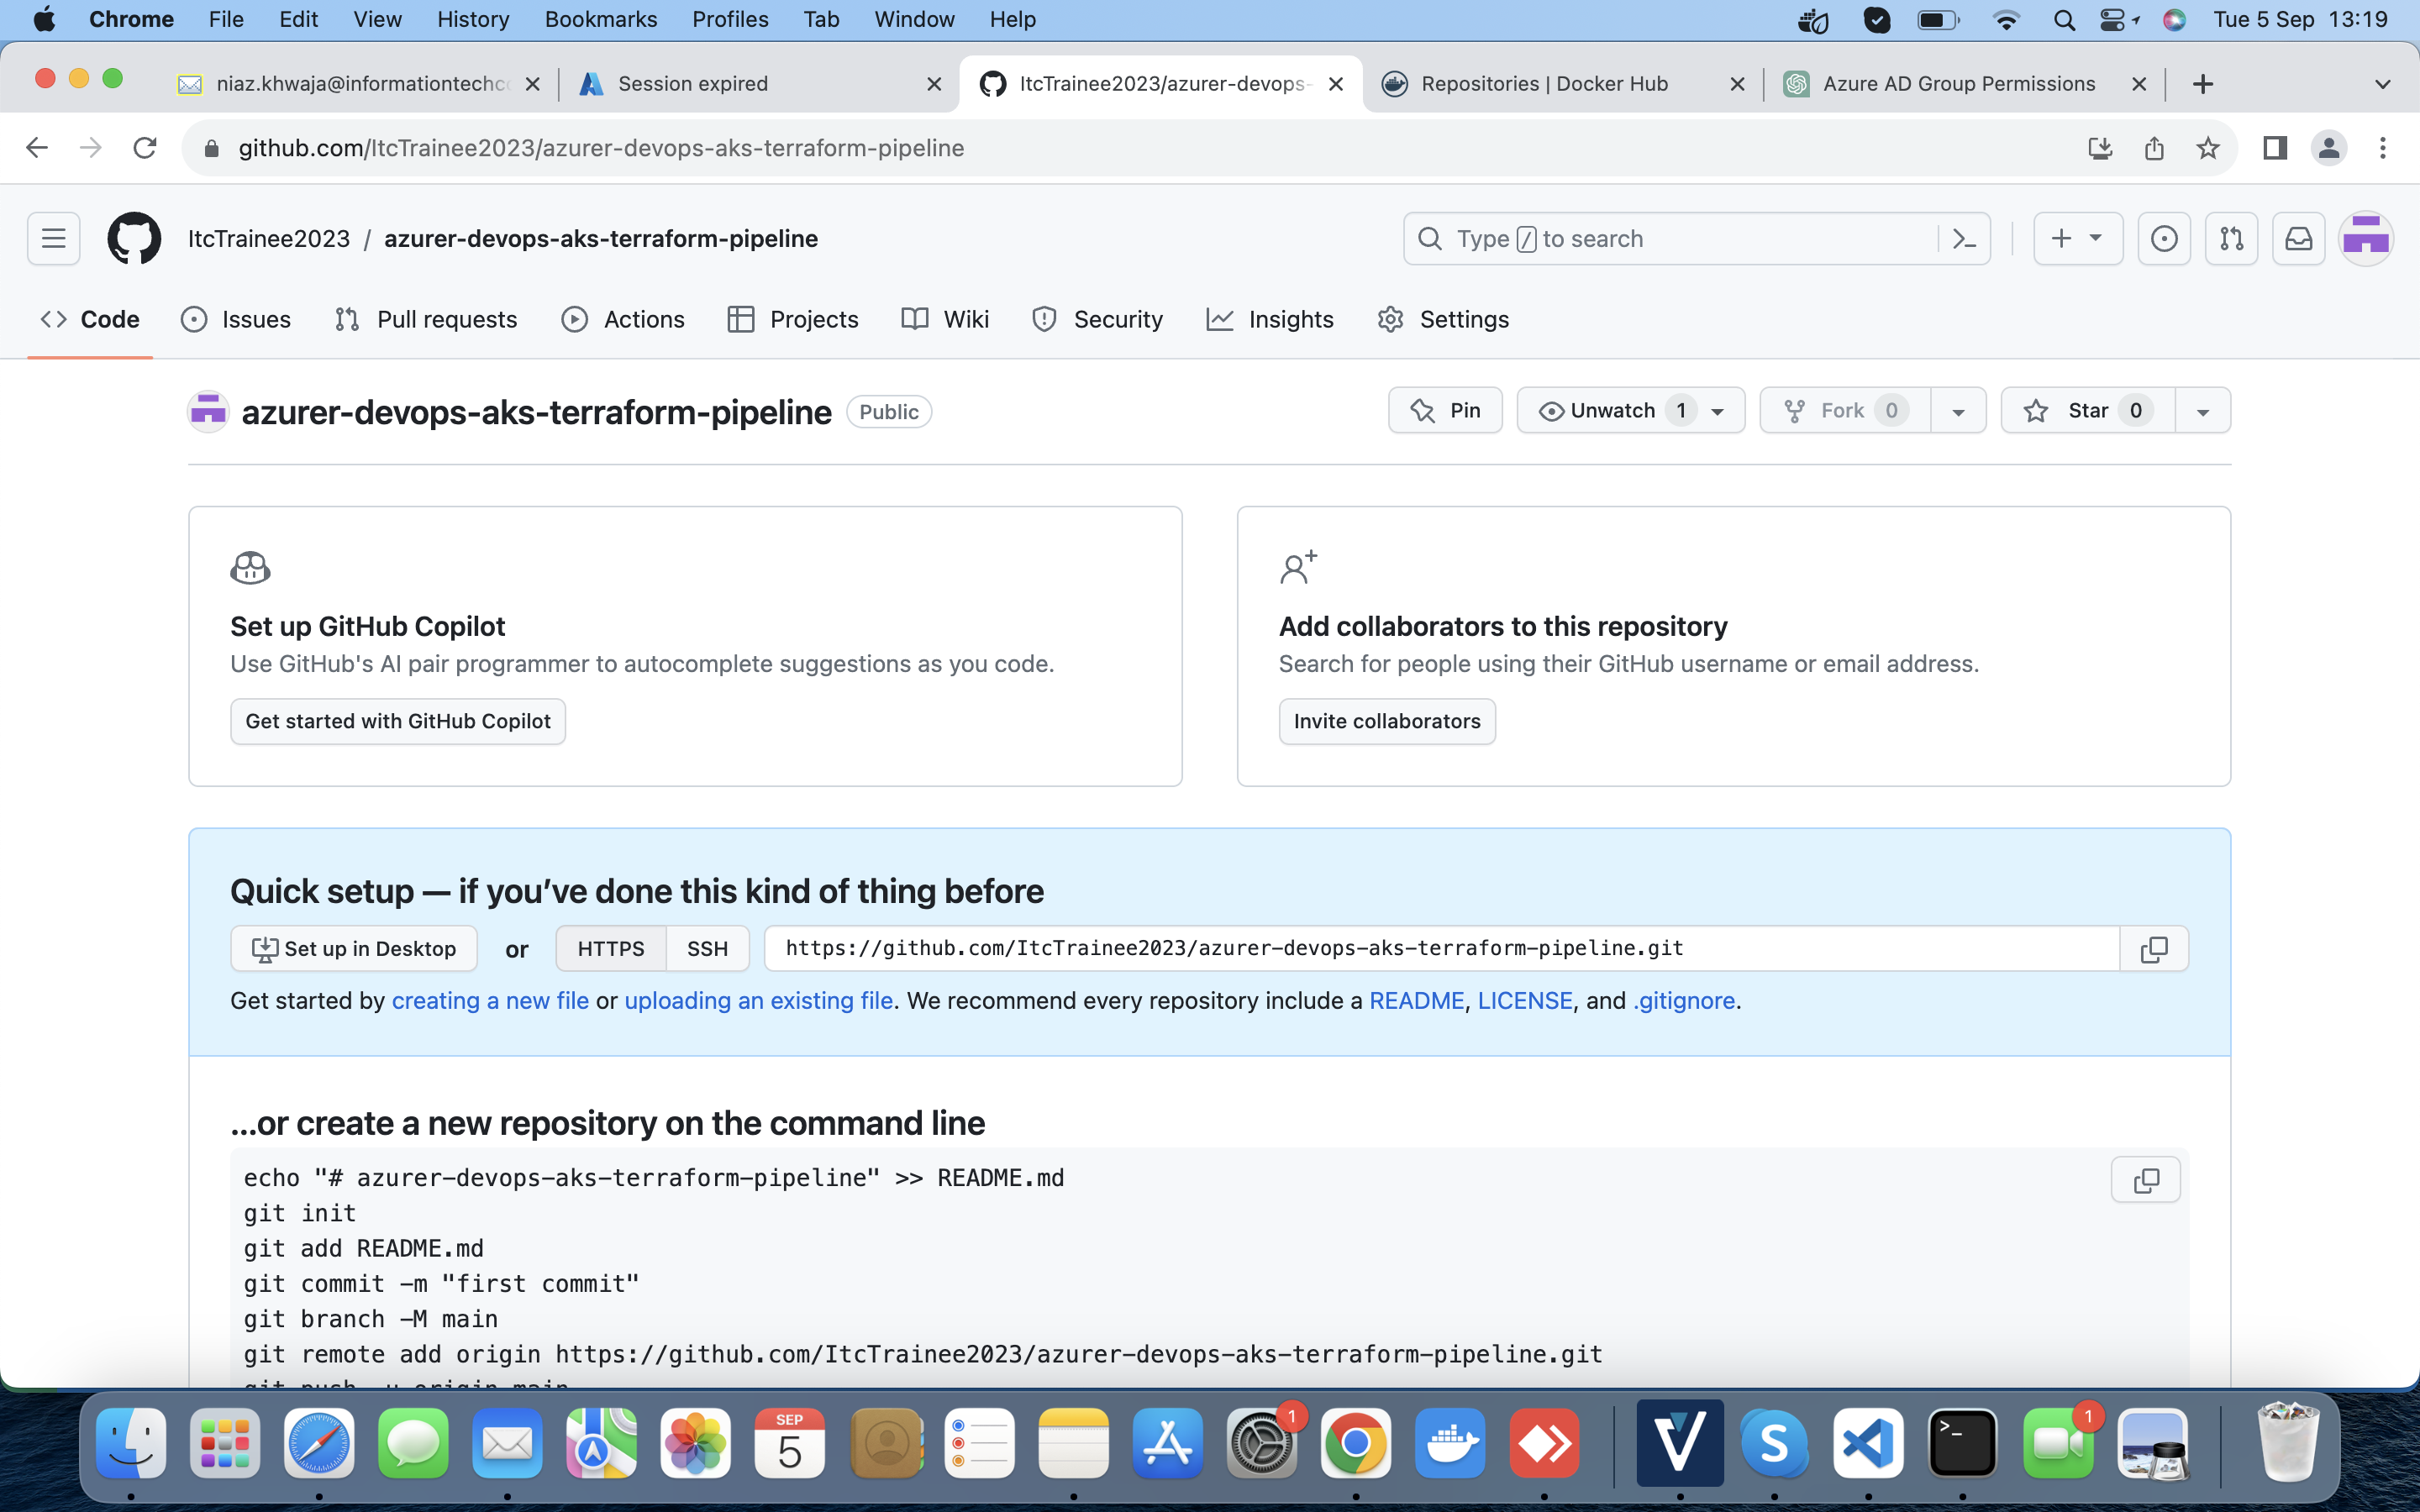 Chrome File Edit View History Bookmarks Profiles Tab Window Help Tue 5 Sep 13:19
niaz.khwaja@informationtechc Session expired ItcTrainee2023/azurer-devops- Repositories | Docker Hub Azure AD Group Permissions
github.com/ItcTrainee2023/azurer-devops-aks-terraform-pipeline
ItcTrainee2023 / azurer-devops-aks-terraform-pipeline Type / to search
Code Issues Pull requests Actions Projects Wiki Security Insights Settings
azurer-devops-aks-terraform-pipeline Public Pin Unwatch 1 Fork 0 Star 0
Set up GitHub Copilot
Use GitHub's AI pair programmer to autocomplete suggestions as you code.
Get started with GitHub Copilot
Add collaborators to this repository
Search for people using their GitHub username or email address.
Invite collaborators
Quick setup — if you’ve done this kind of thing before
Set up in Desktop or HTTPS SSH https://github.com/ItcTrainee2023/azurer-devops-aks-terraform-pipeline.git
Get started by creating a new file or uploading an existing file. We recommend every repository include a README, LICENSE, and .gitignore.
...or create a new repository on the command line
echo "# azurer-devops-aks-terraform-pipeline" >> README.md
git init
git add README.md
git commit -m "first commit"
git branch -M main
git remote add origin https://github.com/ItcTrainee2023/azurer-devops-aks-terraform-pipeline.git
git push -u origin main
SEP
5
1
1